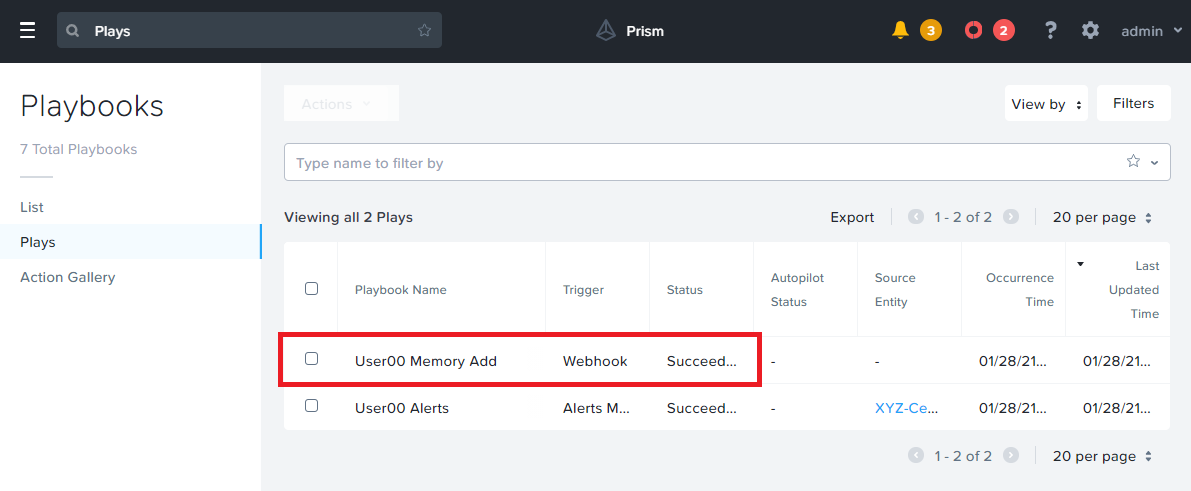 Plays
Prism
3
2
?
admin
Playbooks
7 Total Playbooks
List
Plays
Action Gallery
Actions
View by
Filters
Type name to filter by
Viewing all 2 Plays
Export
1 - 2 of 2
20 per page
Playbook Name
Trigger
Status
Autopilot
Status
Source
Entity
Occurrence
Time
Last
Updated
Time
User00 Memory Add Webhook Succeed... - - 01/28/21... 01/28/21...
User00 Alerts Alerts M... Succeed... - XYZ-Ce... 01/28/21... 01/28/21...
1 - 2 of 2
20 per page